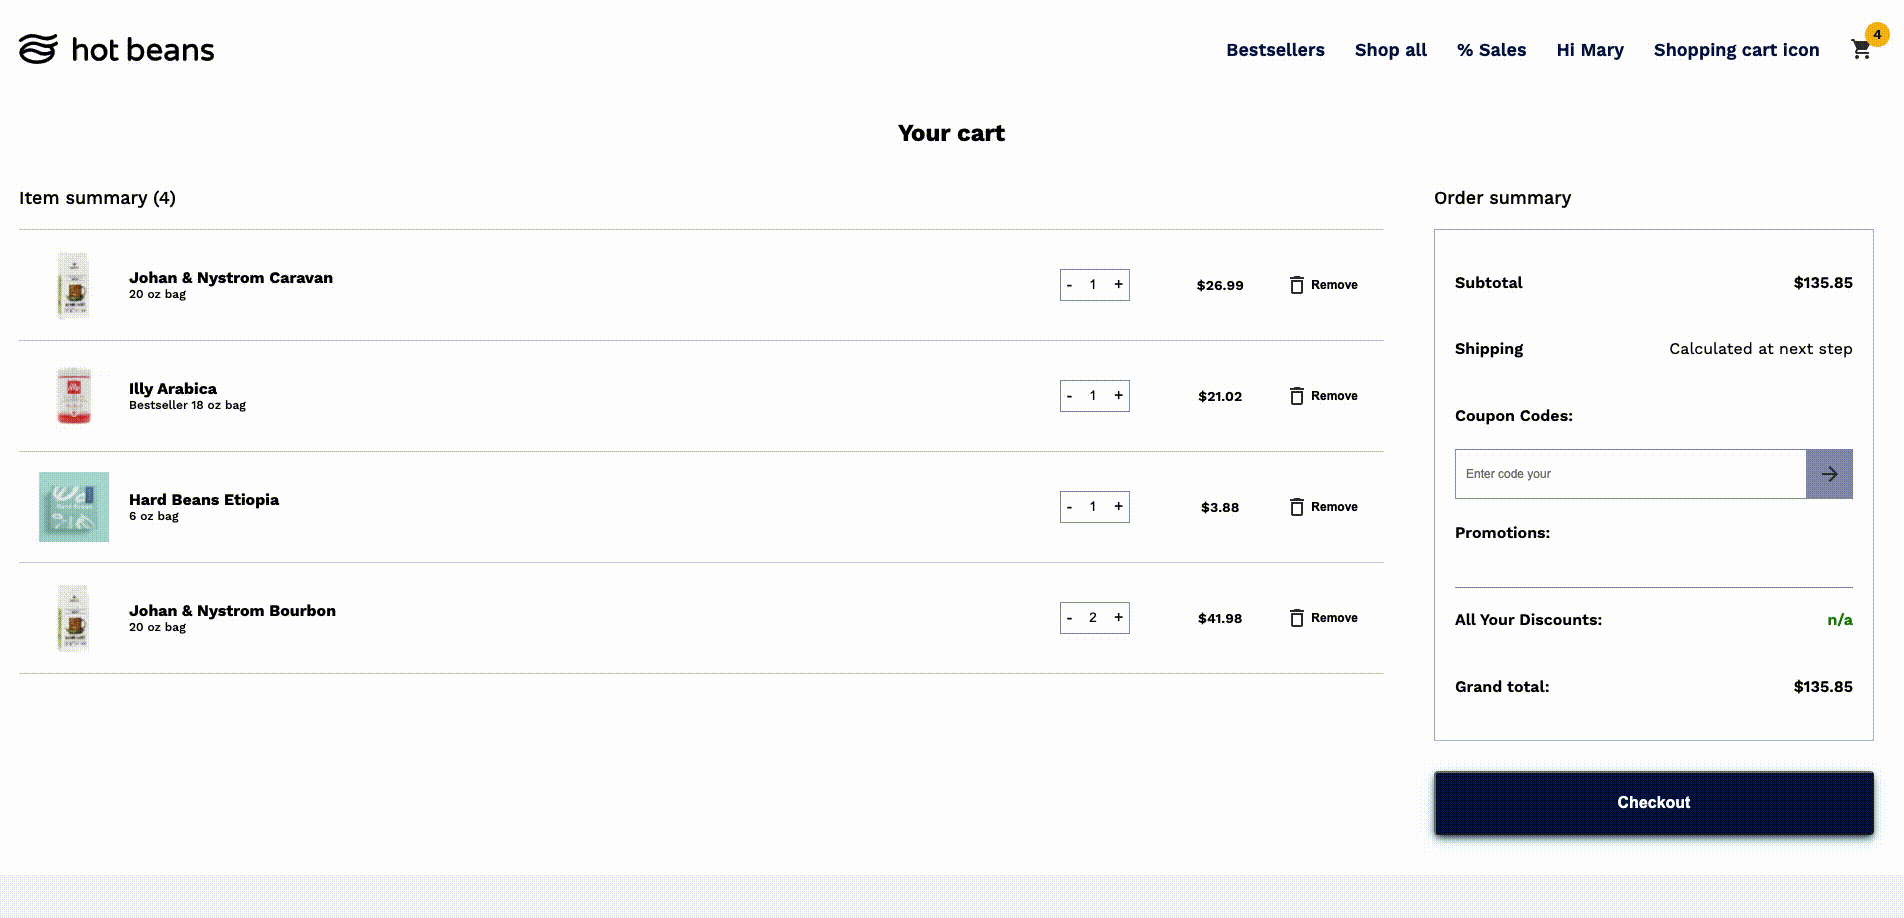 hot beans
Bestsellers Shop all % Sales Hi Mary Shopping cart icon 4
Your cart
Item summary (4)
Johan & Nystrom Caravan
20 oz bag
- 1 + $26.99 Remove
Illy Arabica
Bestseller 18 oz bag
- 1 + $21.02 Remove
Hard Beans Etiopia
6 oz bag
- 1 + $3.88 Remove
Johan & Nystrom Bourbon
20 oz bag
- 2 + $41.98 Remove
Order summary
Subtotal $135.85
Shipping Calculated at next step
Coupon Codes:
Enter code your
Promotions:
All Your Discounts: n/a
Grand total: $135.85
Checkout